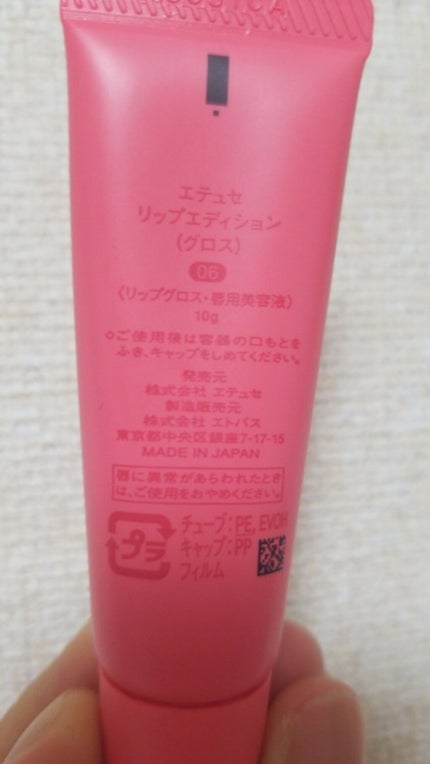 エテュセ
リップエディション
(グロス)
06
〈リップグロス・唇用美容液〉
10g
○ご使用後は容器の口もとを
ふき、キャップをしめてください。
発売元
株式会社 エテュセ
製造販売元
株式会社 エトバス
東京都中央区銀座7-17-15
MADE IN JAPAN
唇に異常があらわれたとき
は、ご使用をおやめください。
プラ
チューブ:PE, EVOH
キャップ:PP
フィルム